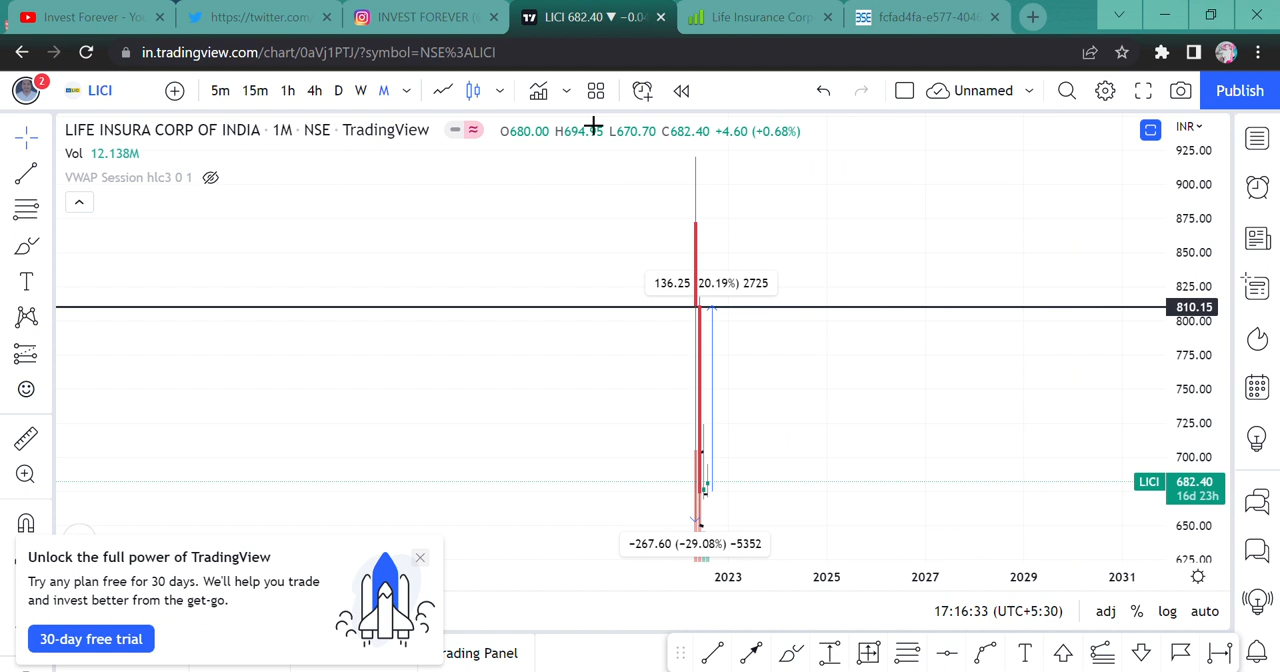 Invest Forever - You
https://twitter.com/
INVEST FOREVER (
LICI 682.40 ▼ −0.04
Life Insurance Corp
fcfad4fa-e577-4046
in.tradingview.com/chart/0aVj1PTJ/?symbol=NSE%3ALICI
2
LICI
5m 15m 1h 4h D W M
Unnamed
Publish
LIFE INSURA CORP OF INDIA · 1M · NSE · TradingView
O680.00 H694.95 L670.70 C682.40 +4.60 (+0.68%)
INR
Vol 12.138M
VWAP Session hlc3 0 1
925.00
900.00
875.00
850.00
825.00
136.25 (20.19%) 2725
810.15
800.00
775.00
750.00
725.00
700.00
LICI 682.40
16d 23h
650.00
−267.60 (−29.08%) −5352
625.00
2023 2025 2027 2029 2031
Unlock the full power of TradingView
Try any plan free for 30 days. We'll help you trade
and invest better from the get-go.
30-day free trial
17:16:33 (UTC+5:30) adj % log auto
rading Panel